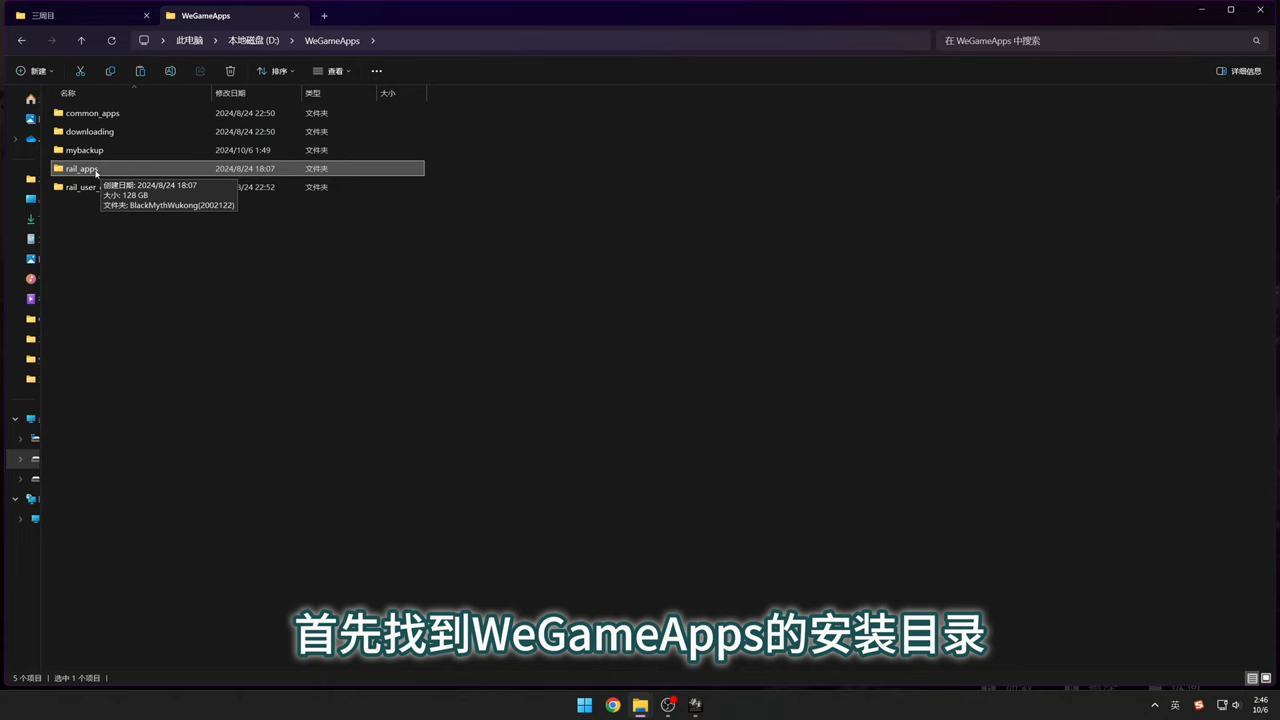 三周目
WeGameApps
此电脑 > 本地磁盘 (D:) > WeGameApps >
在 WeGameApps 中搜索
新建
排序
查看
详细信息
名称 修改日期 类型 大小
common_apps 2024/8/24 22:50 文件夹
downloading 2024/8/24 22:50 文件夹
mybackup 2024/10/6 1:49 文件夹
rail_apps 2024/8/24 18:07 文件夹
rail_user_ 3/24 22:52 文件夹
创建日期: 2024/8/24 18:07
大小: 128 GB
文件夹: BlackMythWukong(2002122)
首先找到WeGameApps的安装目录
5 个项目 选中 1 个项目
英
2:46
10/6